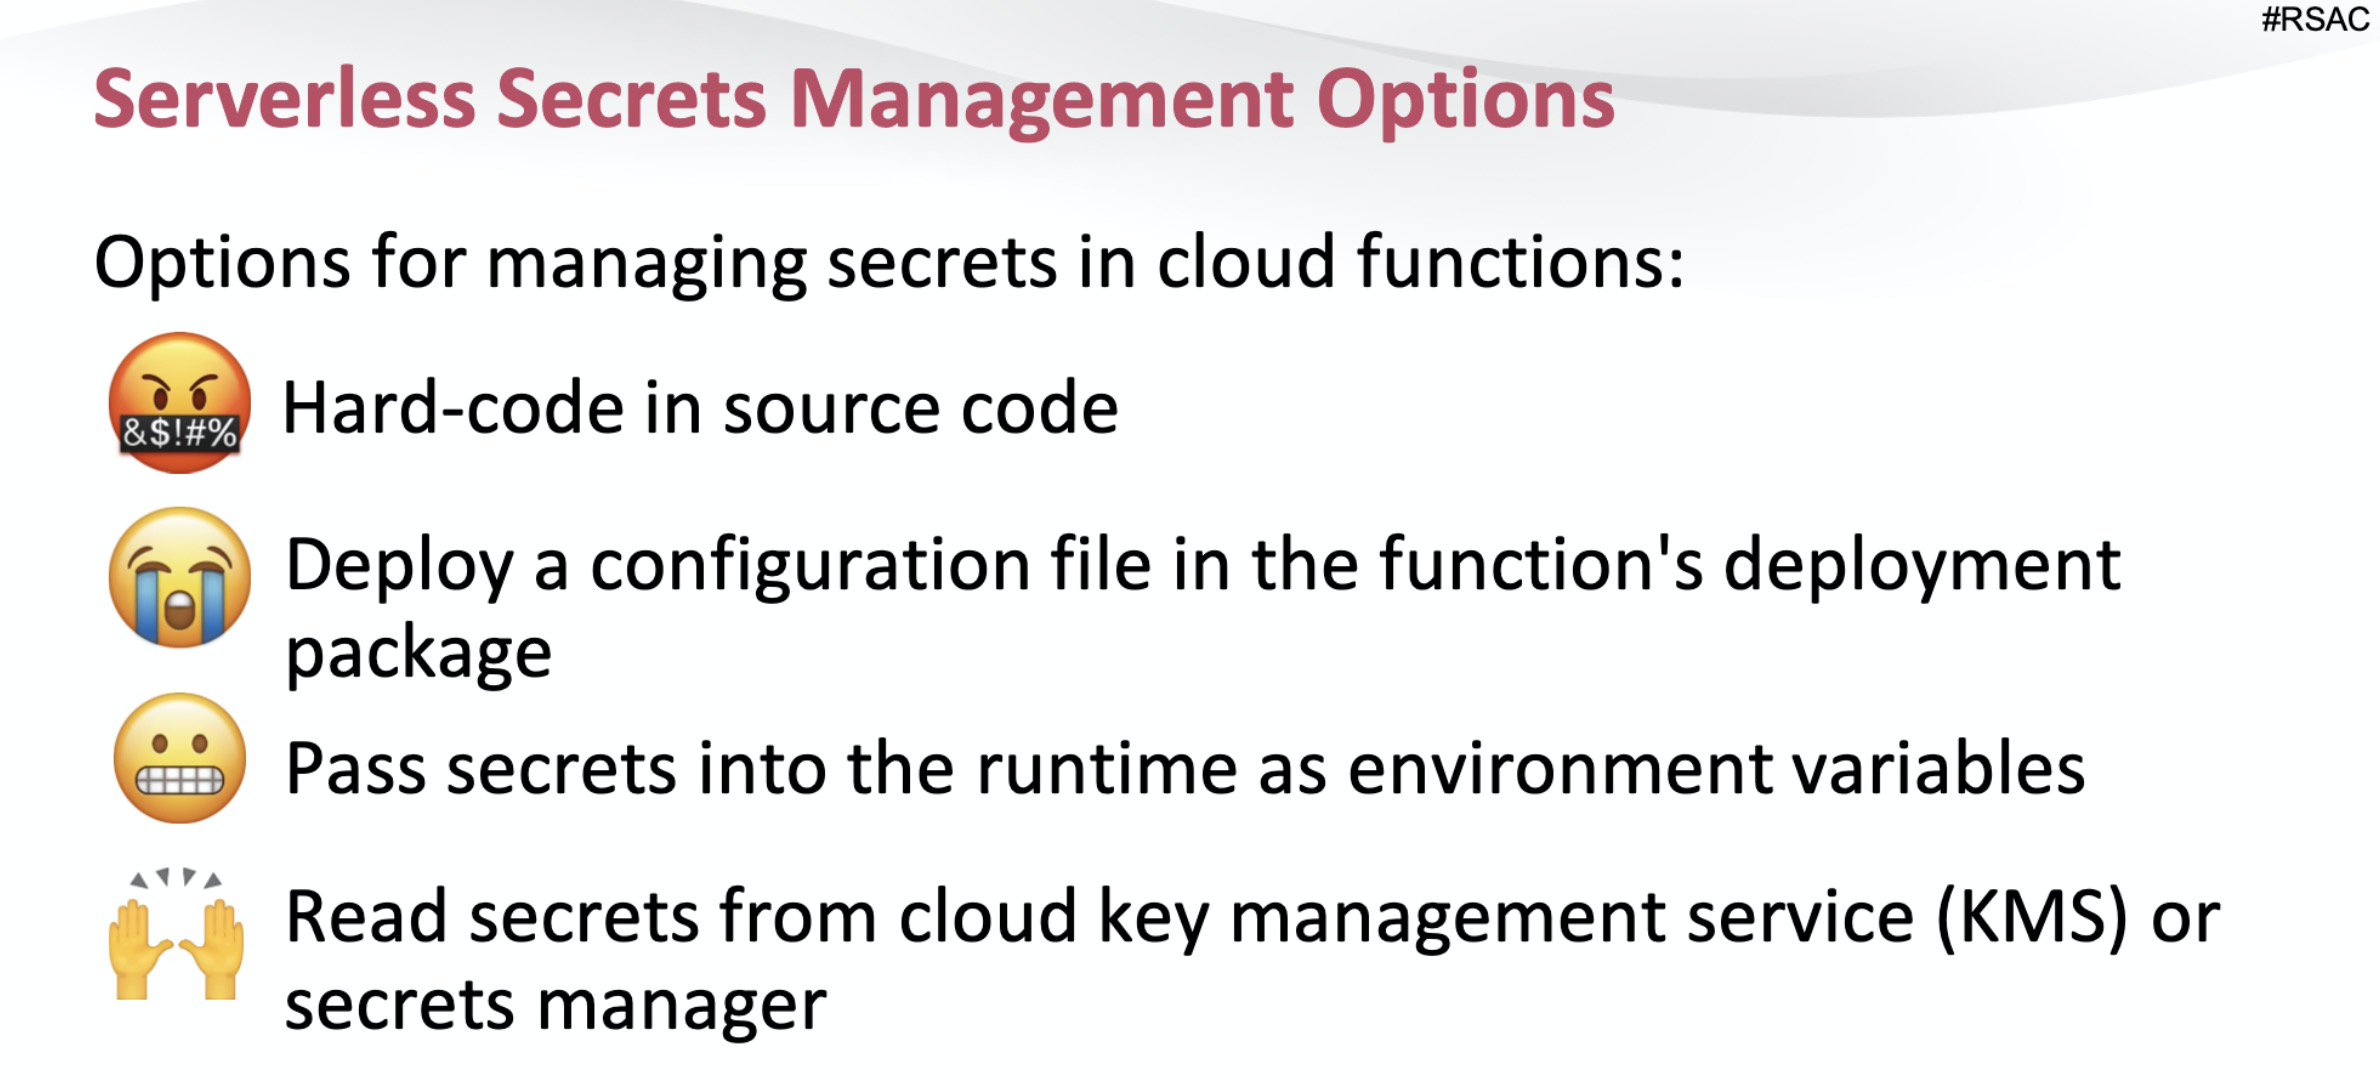 #RSAC
Serverless Secrets Management Options
Options for managing secrets in cloud functions:
&$!#%
Hard-code in source code
Deploy a configuration file in the function's deployment
package
Pass secrets into the runtime as environment variables
Read secrets from cloud key management service (KMS) or
secrets manager